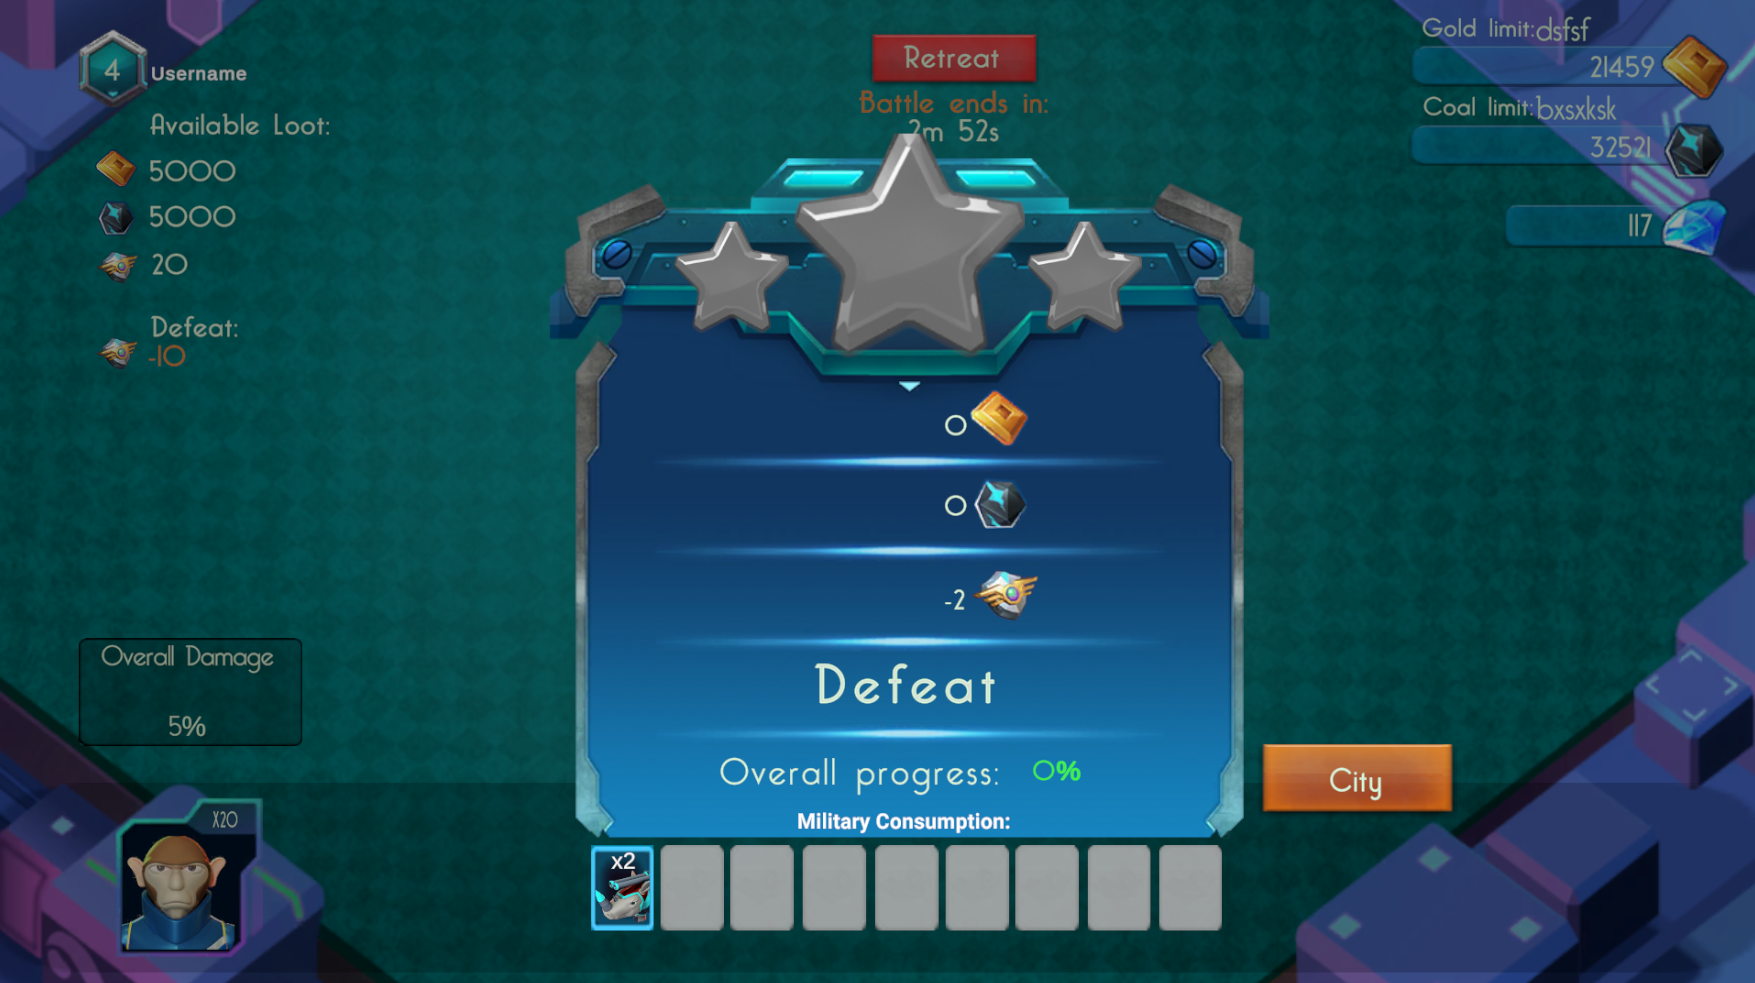 4
Username
Available Loot:
5000
5000
20
Defeat:
-10
Retreat
Battle ends in:
2m 52s
Gold limit:dsfsf
21459
Coal limit:bxsxksk
32521
117
0
0
-2
Defeat
Overall progress: 0%
Military Consumption:
x2
City
Overall Damage
5%
X20